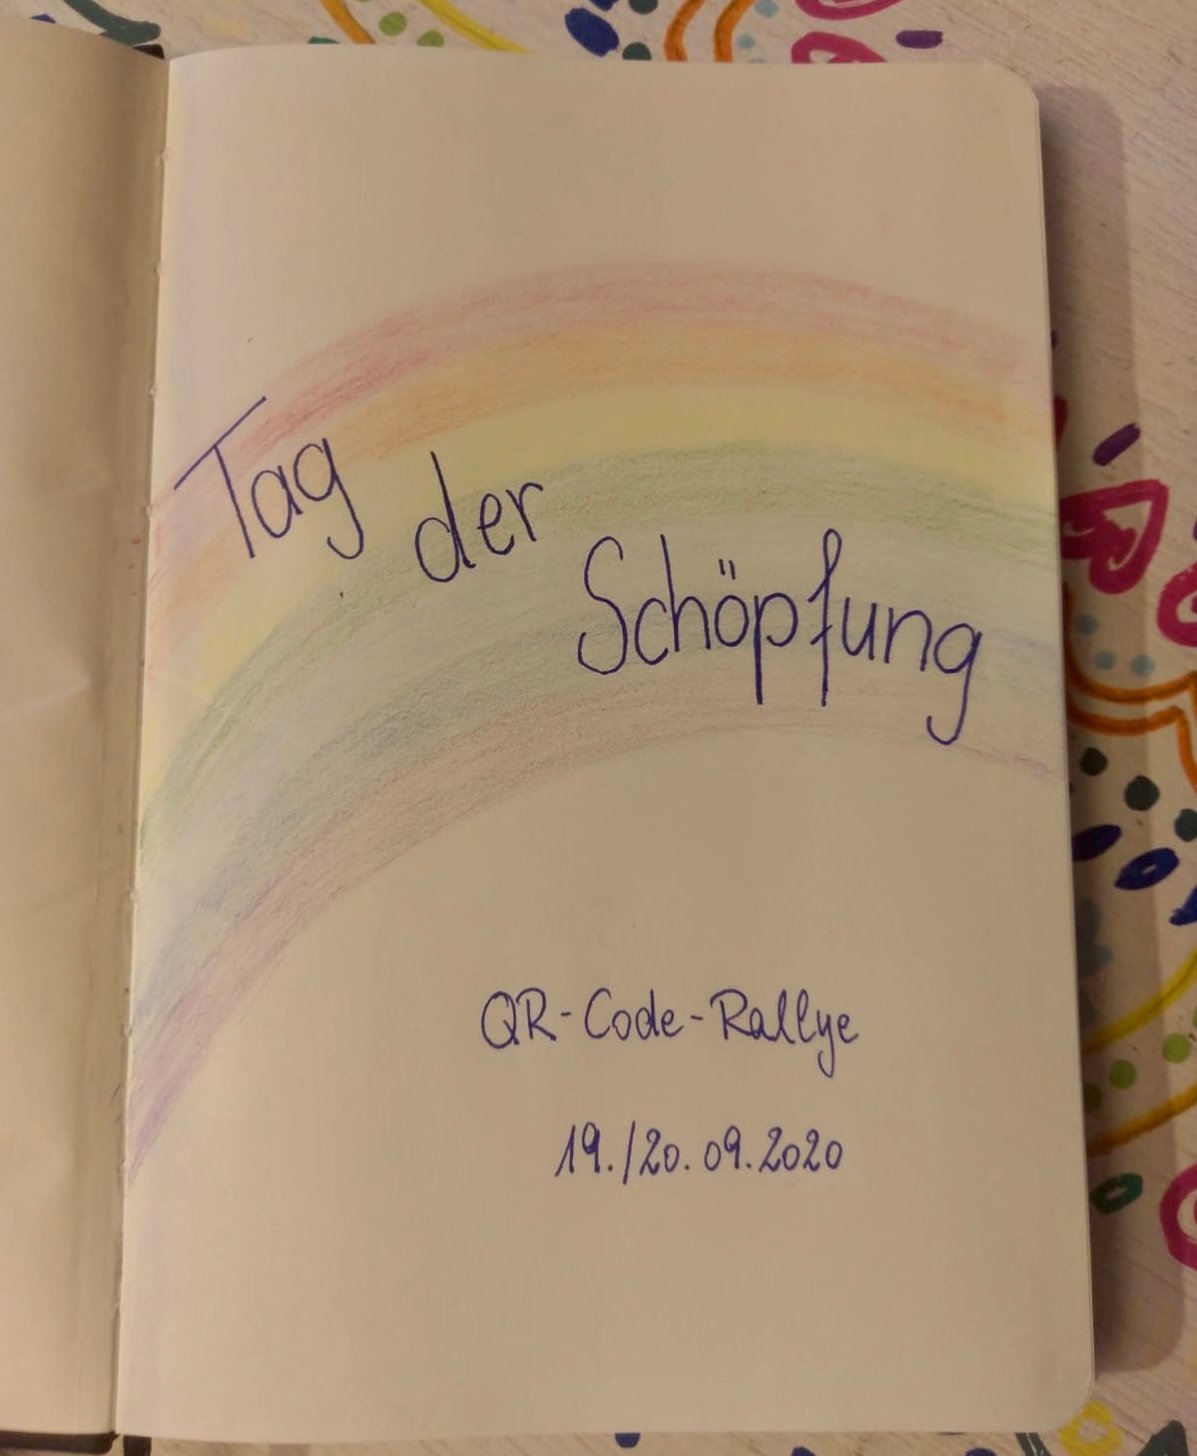 Tag der Schöpfung
QR-Code-Rallye
19./20.09.2020